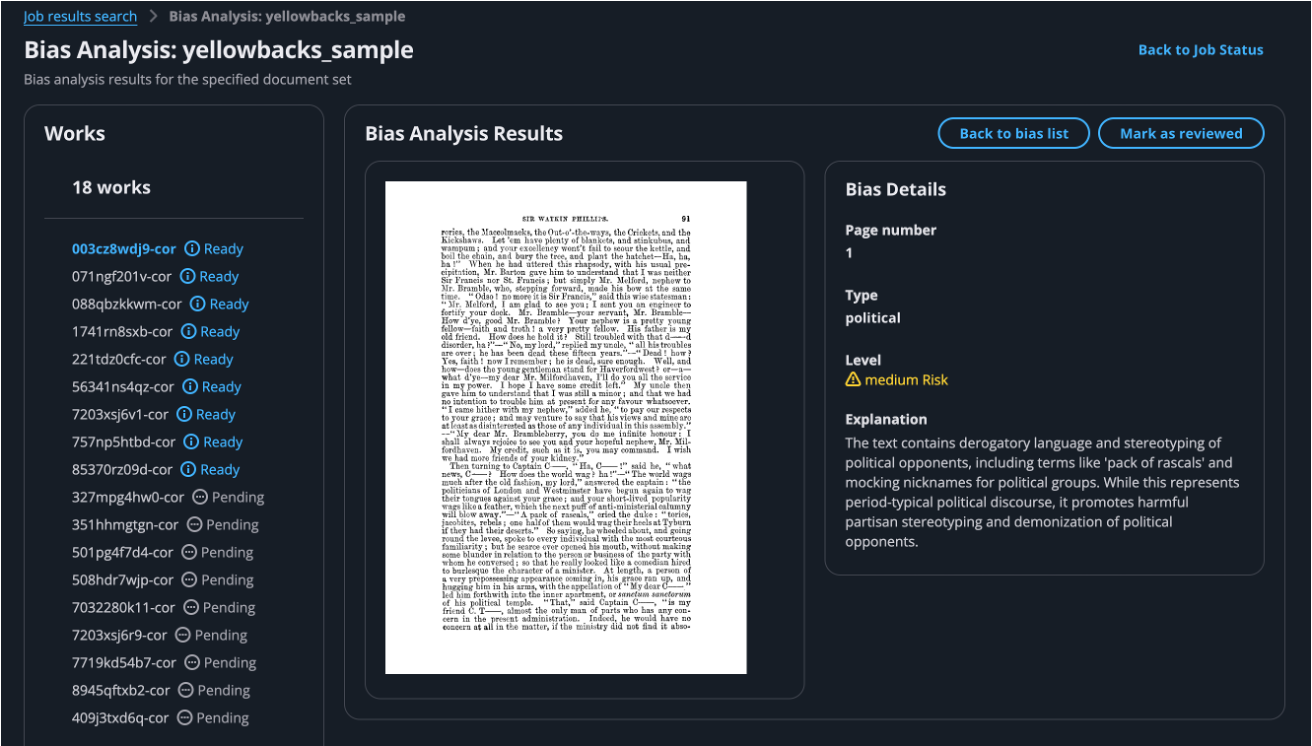 Job results search > Bias Analysis: yellowbacks_sample
Bias Analysis: yellowbacks_sample
Back to Job Status
Bias analysis results for the specified document set
Works
18 works
003cz8wdj9-cor Ready
071ngf201v-cor Ready
088qbzkkwm-cor Ready
1741rn8sxb-cor Ready
221tdz0cfc-cor Ready
56341ns4qz-cor Ready
7203xsj6v1-cor Ready
757np5htbd-cor Ready
85370rz09d-cor Ready
327mpg4hw0-cor Pending
351hhmgtgn-cor Pending
501pg4f7d4-cor Pending
508hdr7wjp-cor Pending
7032280k11-cor Pending
7203xsj6r9-cor Pending
7719kd54b7-cor Pending
8945qftxb2-cor Pending
409j3txd6q-cor Pending
Bias Analysis Results
Back to bias list
Mark as reviewed
SIR WATKIN PHILLIPS. 91
reries, the Maccolmacks, the Out-o'-the-ways, the Crickets, and the
Kickshaws. Let 'em have plenty of blankets, and stinkubus, and
wampum; and your excellency won't fail to scour the kettle, and
boil the chain, and bury the tree, and plant the hatchet—Ha, ha,
ha!" When he had uttered this rhapsody, with his usual pre-
cipitation, Mr. Barton gave him to understand that I was neither
Sir Francis nor St. Francis; but simply Mr. Melford, nephew to
Mr. Bramble, who, stepping forward, made his bow at the same
time. "Odso! no more it is Sir Francis," said this wise statesman:
"Mr. Melford, I am glad to see you; I sent you an engineer to
fortify your dock. Mr. Bramble—your servant, Mr. Bramble—
How d'ye, good Mr. Bramble? Your nephew is a pretty young
fellow—faith and troth! a very pretty fellow. His father is my
old friend. How does he hold it? Still troubled with that d——d
disorder, ha?"—"No, my lord," replied my uncle, "all his troubles
are over; he has been dead these fifteen years."—"Dead! how?
Yes, faith! now I remember; he is dead, sure enough. Well, and
how—does the young gentleman stand for Haverfordwest? or—a—
what d'ye—my dear Mr. Milfordhaven, I'll do you all the service
in my power. I hope I have some credit left." My uncle then
gave him to understand that I was still a minor; and that we had
no intention to trouble him at present for any favour whatsoever.
"I came hither with my nephew," added he, "to pay our respects
to your grace; and may venture to say that his views and mine are
at least as disinterested as those of any individual in this assembly."
—"My dear Mr. Brambleberry, you do me infinite honour: I
shall always rejoice to see you and your hopeful nephew, Mr. Mil-
fordhaven. My credit, such as it is, you may command. I wish
we had more friends of your kidney."
Then turning to Captain C——, "Ha, C——!" said he, "what
news, C——? How does the world wag? ha!"—"The world wags
much after the old fashion, my lord," answered the captain: "the
politicians of London and Westminster have begun again to wag
their tongues against your grace; and your short-lived popularity
wags like a feather, which the next puff of anti-ministerial calumny
will blow away."—"A pack of rascals," cried the duke: "tories,
jacobites, rebels; one half of them would wag their heels at Tyburn
if they had their deserts." So saying, he wheeled about, and going
round the levee, spoke to every individual with the most courteous
familiarity; but he scarce ever opened his mouth, without making
some blunder in relation to the person or business of the party with
whom he conversed; so that he really looked like a comedian hired
to burlesque the character of a minister. At length, a person of
a very prepossessing appearance coming in, his grace ran up, and
hugging him in his arms, with the appellation of "My dear C——"
led him forthwith into the inner apartment, or sanctum sanctorum
of his political temple. "That," said Captain C——, "is my
friend C. T——, almost the only man of parts who has any con-
cern in the present administration. Indeed, he would have no
concern at all in the matter, if the ministry did not find it abso-
Bias Details
Page number
1
Type
political
Level
medium Risk
Explanation
The text contains derogatory language and stereotyping of
political opponents, including terms like 'pack of rascals' and
mocking nicknames for political groups. While this represents
period-typical political discourse, it promotes harmful
partisan stereotyping and demonization of political
opponents.